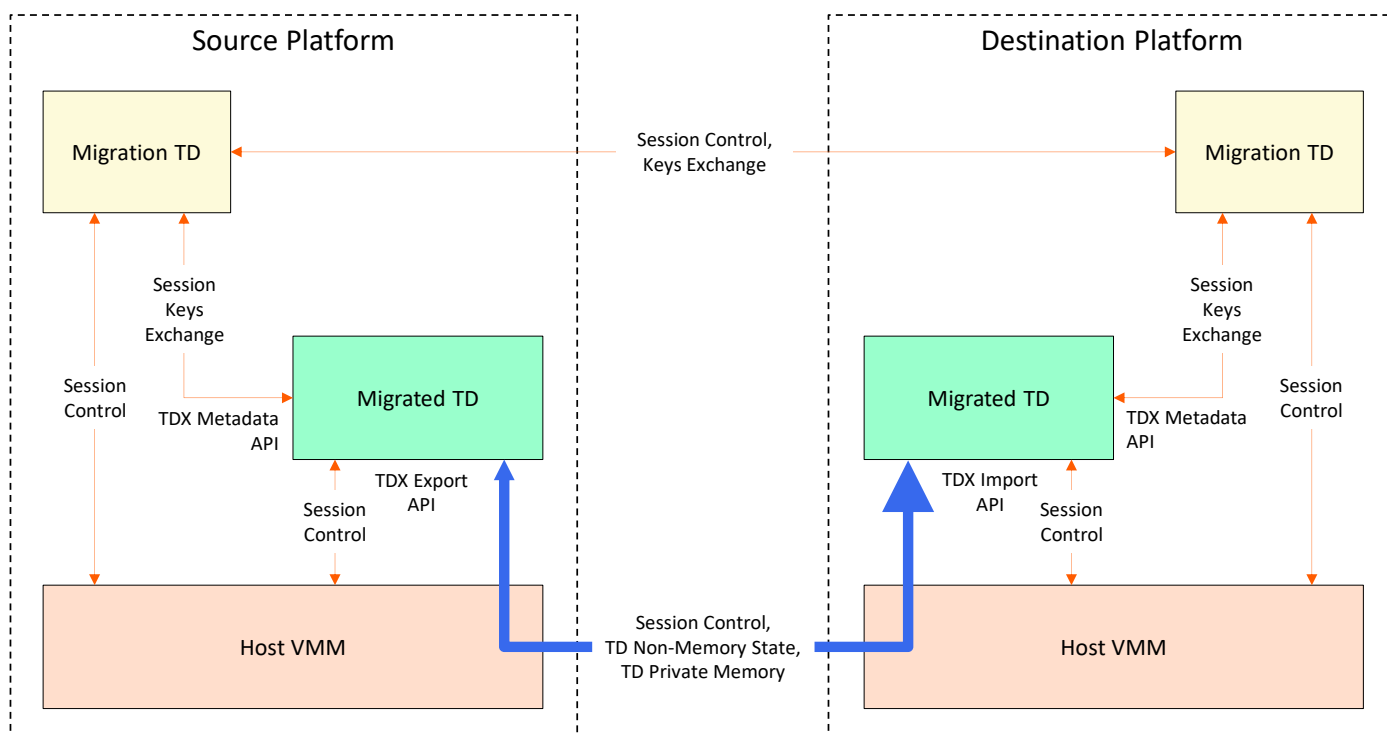 Source Platform
Destination Platform
Migration TD
Session Control,
Keys Exchange
Migration TD
Session
Keys
Exchange
Session
Keys
Exchange
Session
Control
Migrated TD
TDX Metadata
API
Migrated TD
TDX Metadata
API
Session
Control
TDX Export
API
Session
Control
TDX Import
API
Session
Control
Host VMM
Session Control,
TD Non-Memory State,
TD Private Memory
Host VMM
Session
Control